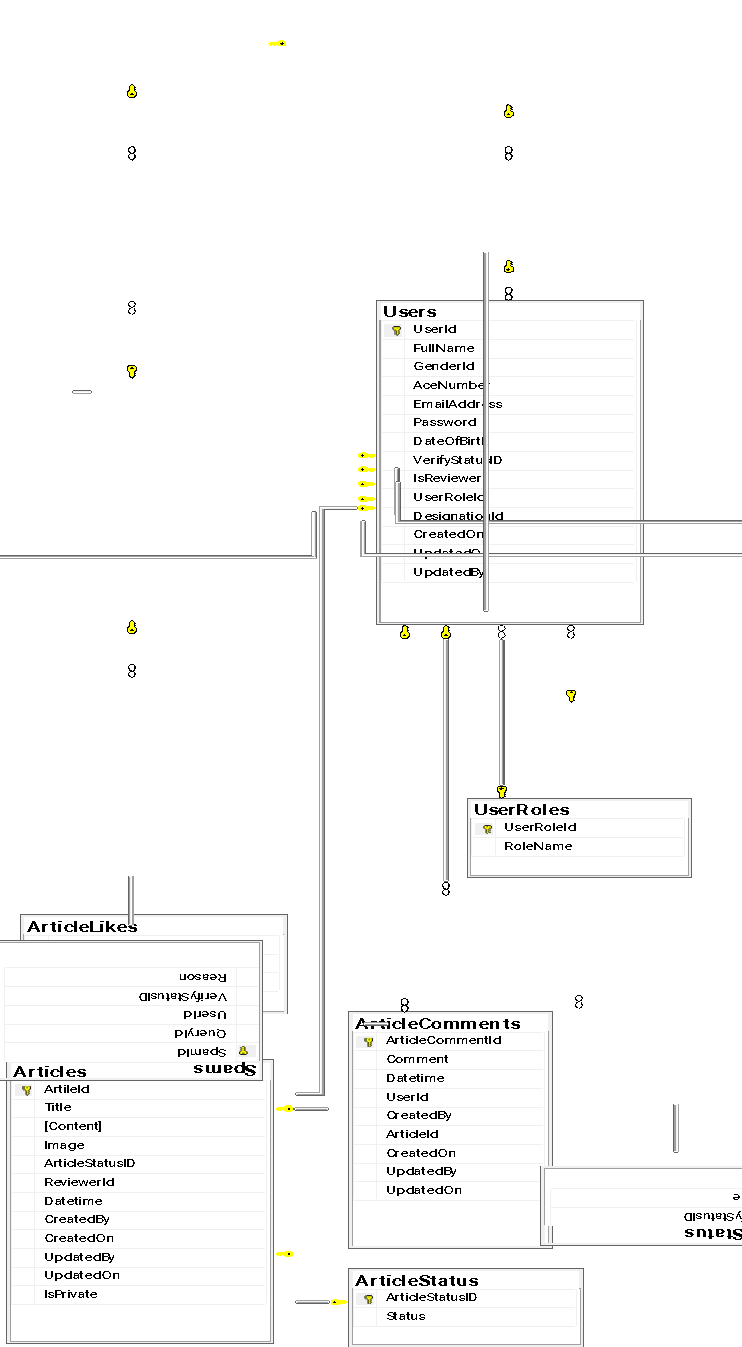 Users
UserId
FullName
GenderId
AceNumber
EmailAddress
Password
DateOfBirth
VerifyStatusID
IsReviewer
UserRoleId
DesignationId
CreatedOn
UpdatedOn
UpdatedBy
UserRoles
UserRoleId
RoleName
ArticleLikes
Spams
SpamId
QueryId
UserId
VerifyStatusID
Reason
Articles
ArtileId
Title
[Content]
Image
ArticleStatusID
ReviewerId
Datetime
CreatedBy
CreatedOn
UpdatedBy
UpdatedOn
IsPrivate
ArticleComments
ArticleCommentId
Comment
Datetime
UserId
CreatedBy
ArticleId
CreatedOn
UpdatedBy
UpdatedOn
ArticleStatus
ArticleStatusID
Status